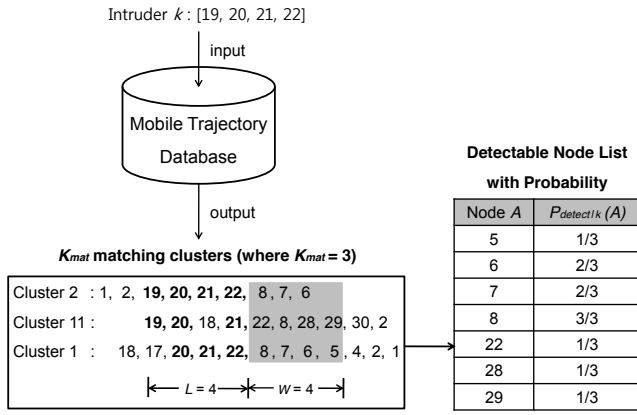 Intruder k : [19, 20, 21, 22]
input
Mobile Trajectory
Database
output
Kmat matching clusters (where Kmat = 3)
Cluster 2 : 1, 2, 19, 20, 21, 22, 8 , 7, 6
Cluster 11 : 19, 20, 18, 21, 22, 8, 28, 29, 30, 2
Cluster 1 : 18, 17, 20, 21, 22, 8, 7, 6, 5 , 4, 2, 1
L = 4
W = 4
Detectable Node List
with Probability
Node A Pdetect|k (A)
5 1/3
6 2/3
7 2/3
8 3/3
22 1/3
28 1/3
29 1/3